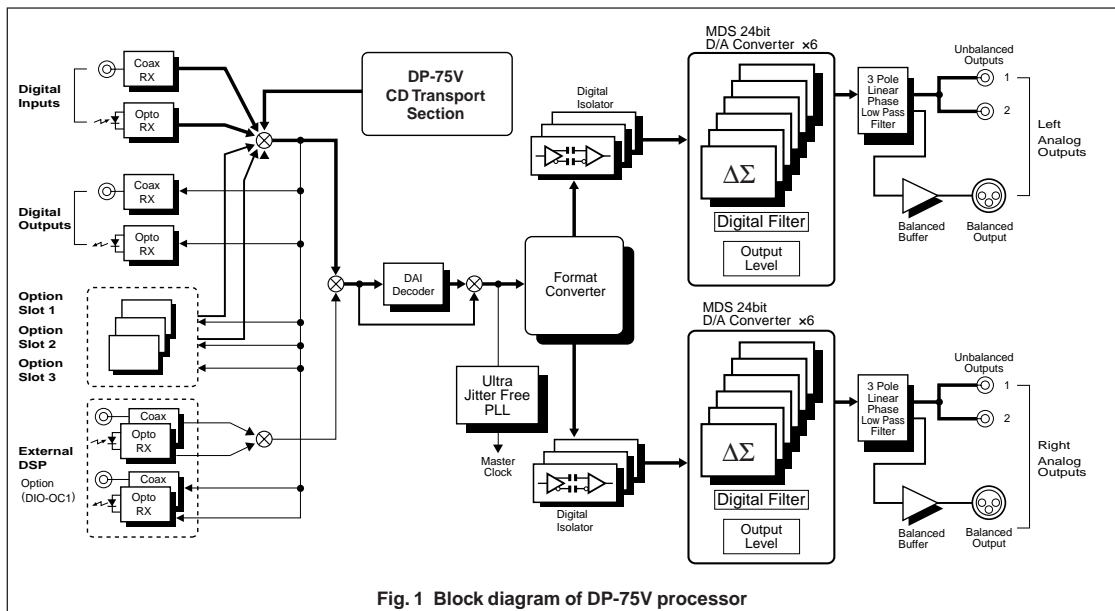 Digital
Inputs
Coax
RX
Opto
RX
DP-75V
CD Transport
Section
Digital
Outputs
Coax
RX
Opto
RX
Option
Slot 1
Option
Slot 2
Option
Slot 3
External
DSP
Option
(DIO-OC1)
Coax
Opto
RX
Coax
Opto
RX
DAI
Decoder
Ultra
Jitter Free
PLL
Master
Clock
Format
Converter
Digital
Isolator
Digital
Isolator
MDS 24bit
D/A Converter ×6
ΔΣ
Digital Filter
Output
Level
3 Pole
Linear
Phase
Low Pass
Filter
Unbalanced
Outputs
1
2
Left
Analog
Outputs
Balanced
Buffer
Balanced
Output
MDS 24bit
D/A Converter ×6
ΔΣ
Digital Filter
Output
Level
3 Pole
Linear
Phase
Low Pass
Filter
Unbalanced
Outputs
1
2
Right
Analog
Outputs
Balanced
Buffer
Balanced
Output
Fig. 1 Block diagram of DP-75V processor